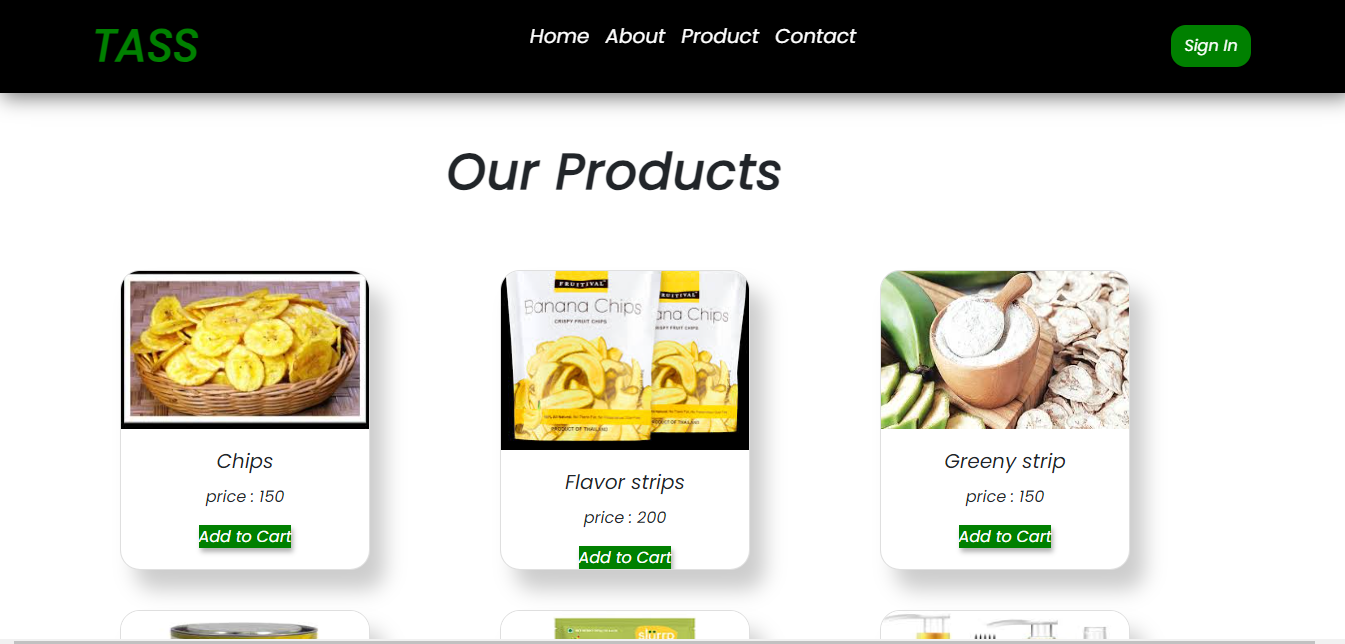 TASS
Home About Product Contact
Sign In
Our Products
FRUITIVAL
Banana Chips
CRISPY FRUIT CHIPS
PRODUCT OF THAILAND
Chips
price : 150
Add to Cart
Flavor strips
price : 200
Add to Cart
Greeny strip
price : 150
Add to Cart
slurrp